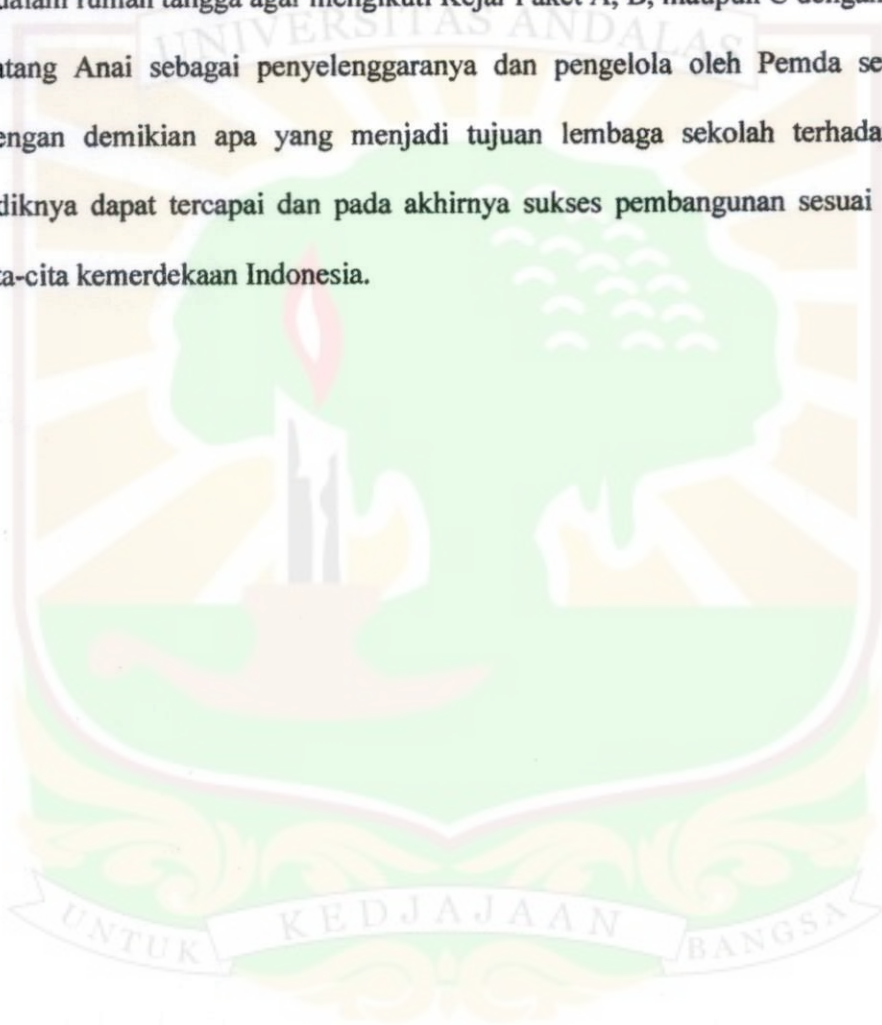 dalam rumah tangga agar mengikuti Kejar Paket A, B, maupun C dengan
UNIVERSITAS ANDALAS
tang Anai sebagai penyelenggaranya dan pengelola oleh Pemda se
engan demikian apa yang menjadi tujuan lembaga sekolah terhada
diknya dapat tercapai dan pada akhirnya sukses pembangunan sesuai
a-cita kemerdekaan Indonesia.
UNTUK KEDJAJAAN BANGSA